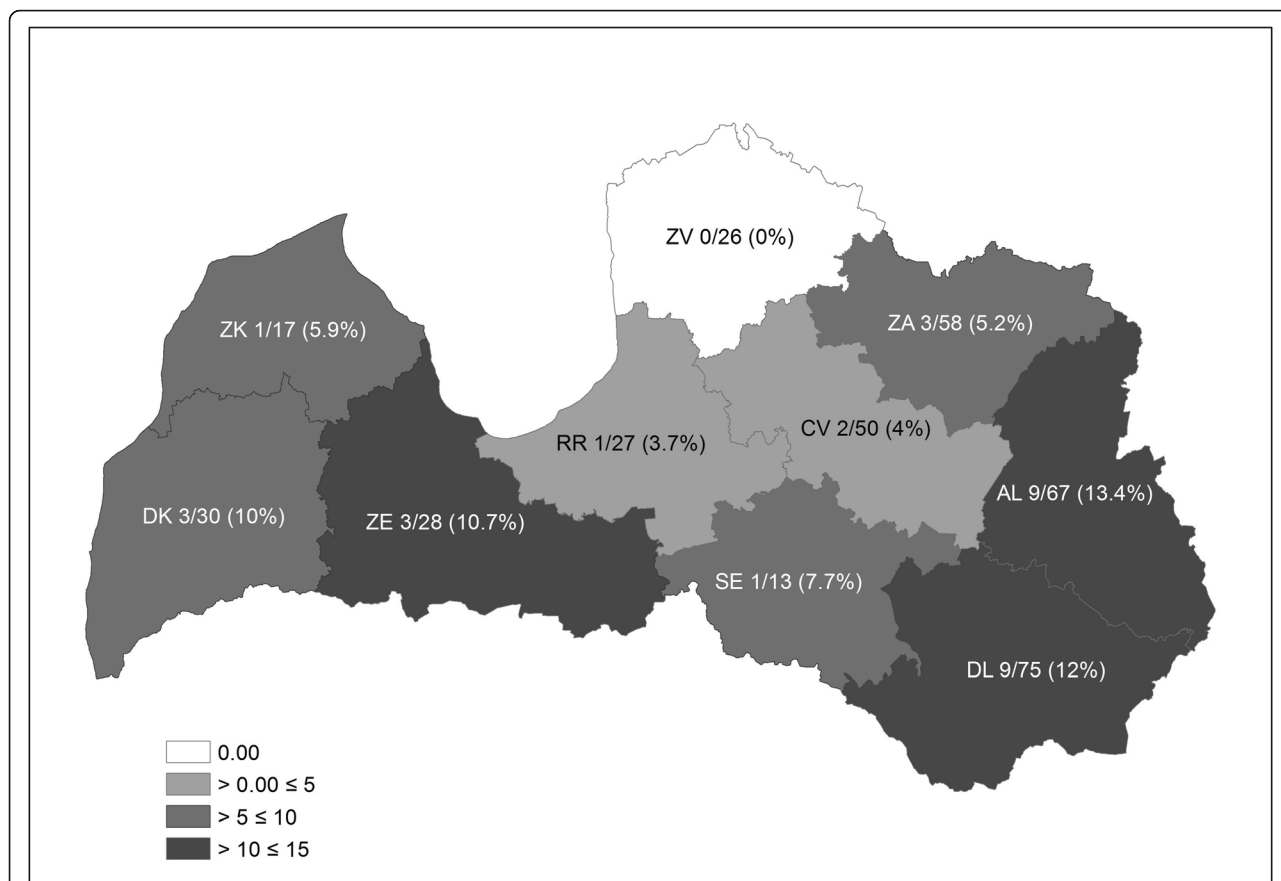 ZV 0/26 (0%)
ZK 1/17 (5.9%)
ZA 3/58 (5.2%)
RR 1/27 (3.7%)
CV 2/50 (4%)
AL 9/67 (13.4%)
DK 3/30 (10%)
ZE 3/28 (10.7%)
SE 1/13 (7.7%)
DL 9/75 (12%)
0.00
> 0.00 ≤ 5
> 5 ≤ 10
> 10 ≤ 15